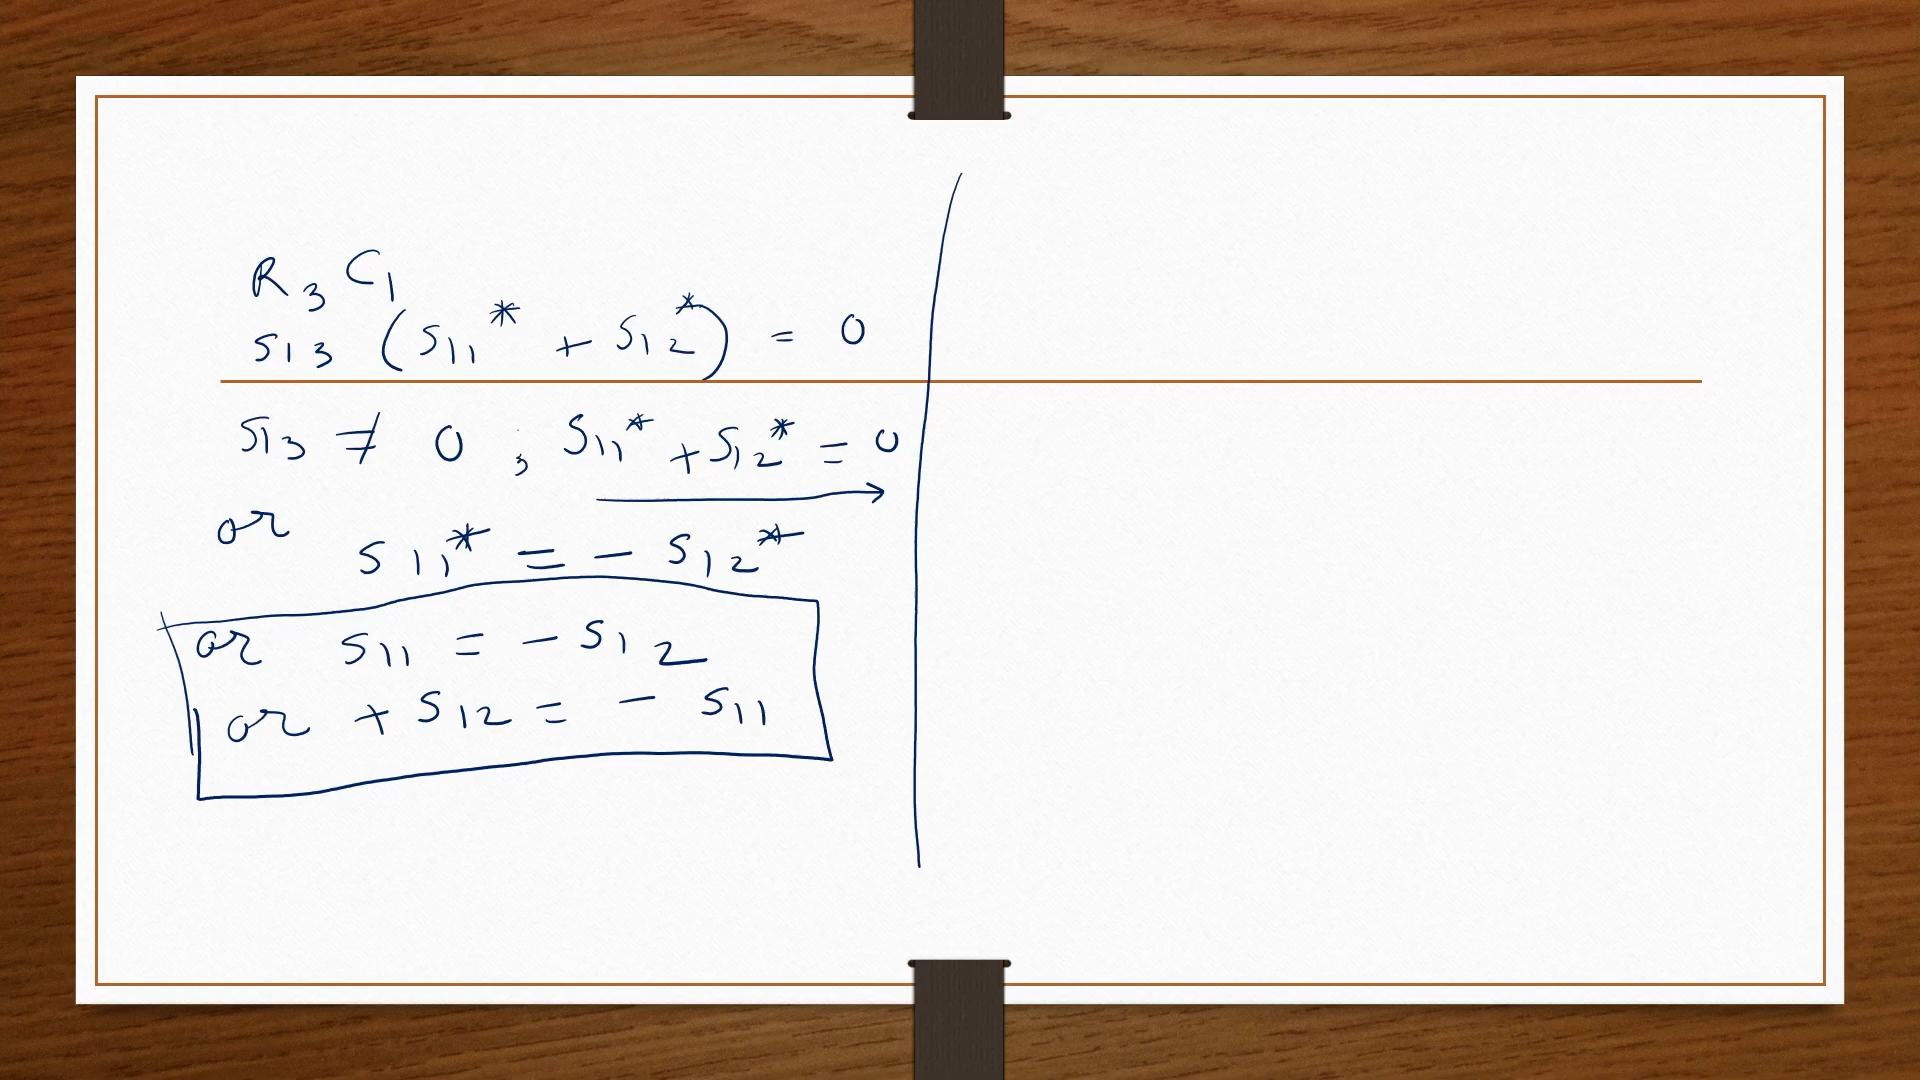 R3 C1
S13 (S11* + S12*) = 0
S13 ≠ 0 , S11* + S12* = 0
or
S11* = - S12*
or S11 = - S12
or + S12 = - S11